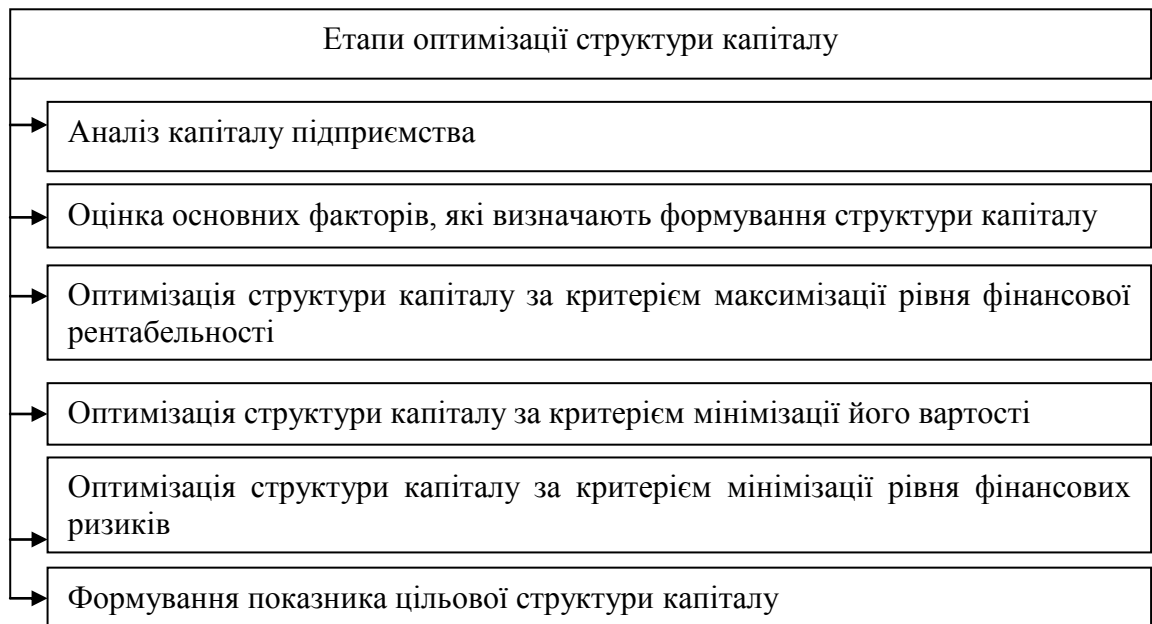 Етапи оптимізації структури капіталу
Аналіз капіталу підприємства
Оцінка основних факторів, які визначають формування структури капіталу
Оптимізація структури капіталу за критерієм максимізації рівня фінансової
рентабельності
Оптимізація структури капіталу за критерієм мінімізації його вартості
Оптимізація структури капіталу за критерієм мінімізації рівня фінансових
ризиків
Формування показника цільової структури капіталу